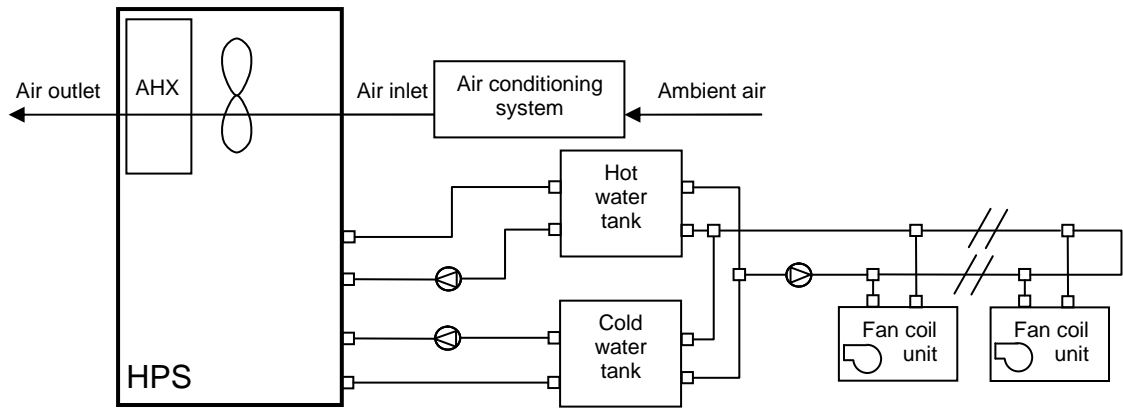 Air outlet
AHX
Air inlet
Air conditioning
system
Ambient air
Hot
water
tank
Cold
water
tank
Fan coil
unit
Fan coil
unit
HPS